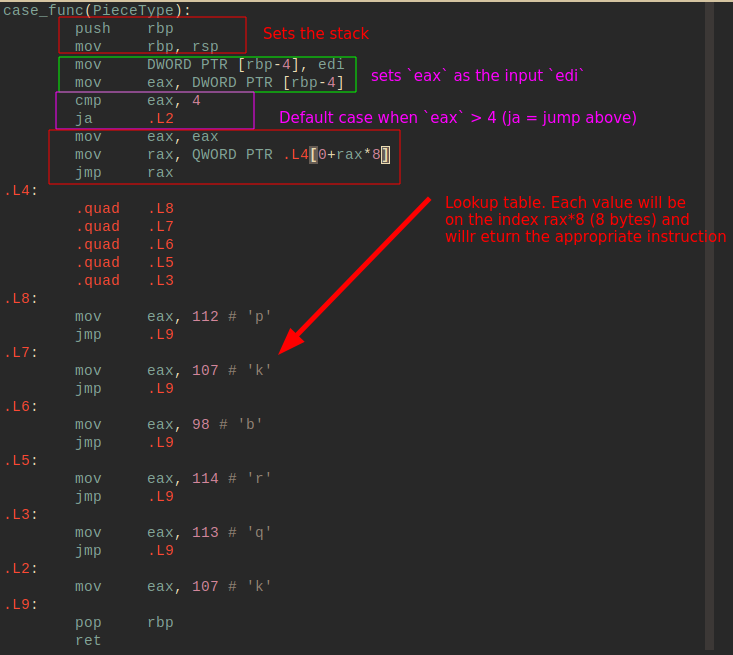 case_func(PieceType):
push rbp
mov rbp, rsp
Sets the stack
mov DWORD PTR [rbp-4], edi
mov eax, DWORD PTR [rbp-4]
sets `eax` as the input `edi`
cmp eax, 4
ja .L2
Default case when `eax` > 4 (ja = jump above)
mov eax, eax
mov rax, QWORD PTR .L4[0+rax*8]
jmp rax
.L4:
Lookup table. Each value will be
on the index rax*8 (8 bytes) and
willr eturn the appropriate instruction
.quad .L8
.quad .L7
.quad .L6
.quad .L5
.quad .L3
.L8:
mov eax, 112 # 'p'
jmp .L9
.L7:
mov eax, 107 # 'k'
jmp .L9
.L6:
mov eax, 98 # 'b'
jmp .L9
.L5:
mov eax, 114 # 'r'
jmp .L9
.L3:
mov eax, 113 # 'q'
jmp .L9
.L2:
mov eax, 107 # 'k'
.L9:
pop rbp
ret